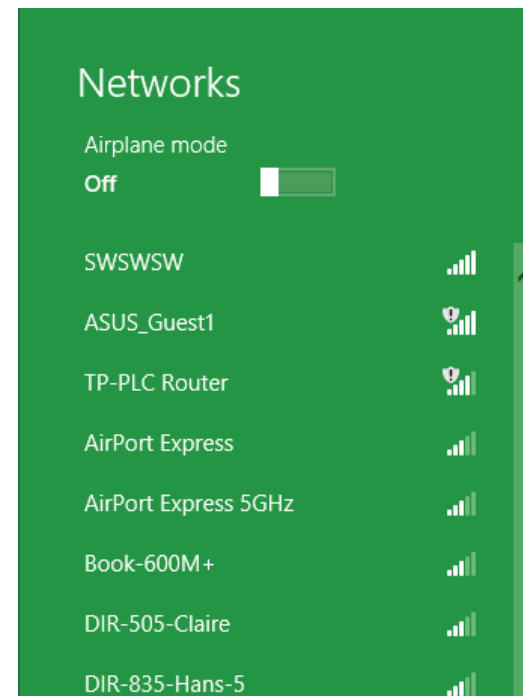 Networks
Airplane mode
Off
SWSWSW
ASUS_Guest1
TP-PLC Router
AirPort Express
AirPort Express 5GHz
Book-600M+
DIR-505-Claire
DIR-835-Hans-5